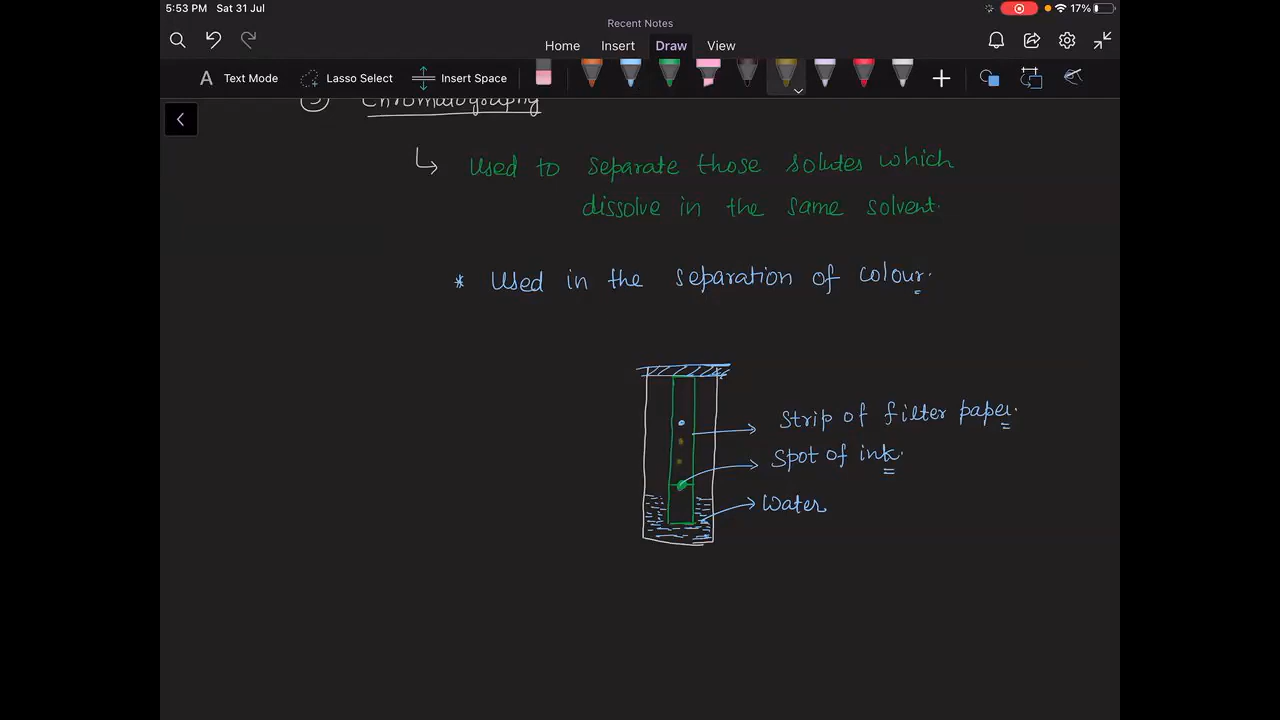 5:53 PM Sat 31 Jul
17%
Recent Notes
Home Insert Draw View
Text Mode Lasso Select Insert Space
Chromatography
Used to separate those solutes which
dissolve in the same solvent.
* Used in the separation of colour.
Strip of filter paper.
Spot of ink.
Water